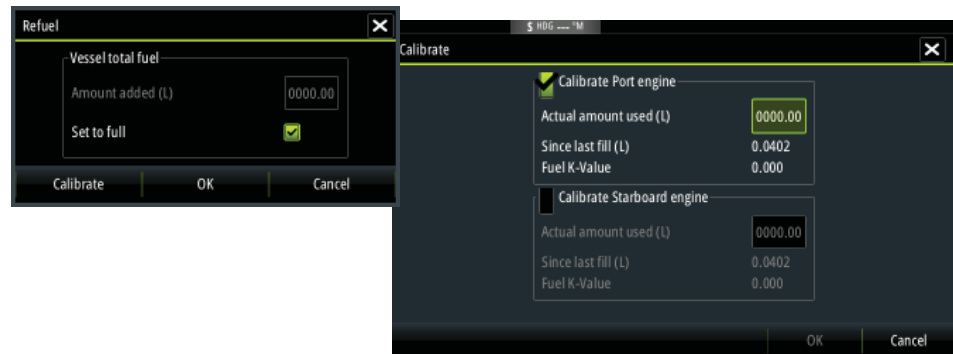 Refuel
Vessel total fuel
Amount added (L) 0000.00
Set to full
Calibrate OK Cancel
$ HDG --- °M
Calibrate
Calibrate Port engine
Actual amount used (L) 0000.00
Since last fill (L) 0.0402
Fuel K-Value 0.000
Calibrate Starboard engine
Actual amount used (L) 0000.00
Since last fill (L) 0.0402
Fuel K-Value 0.000
OK Cancel